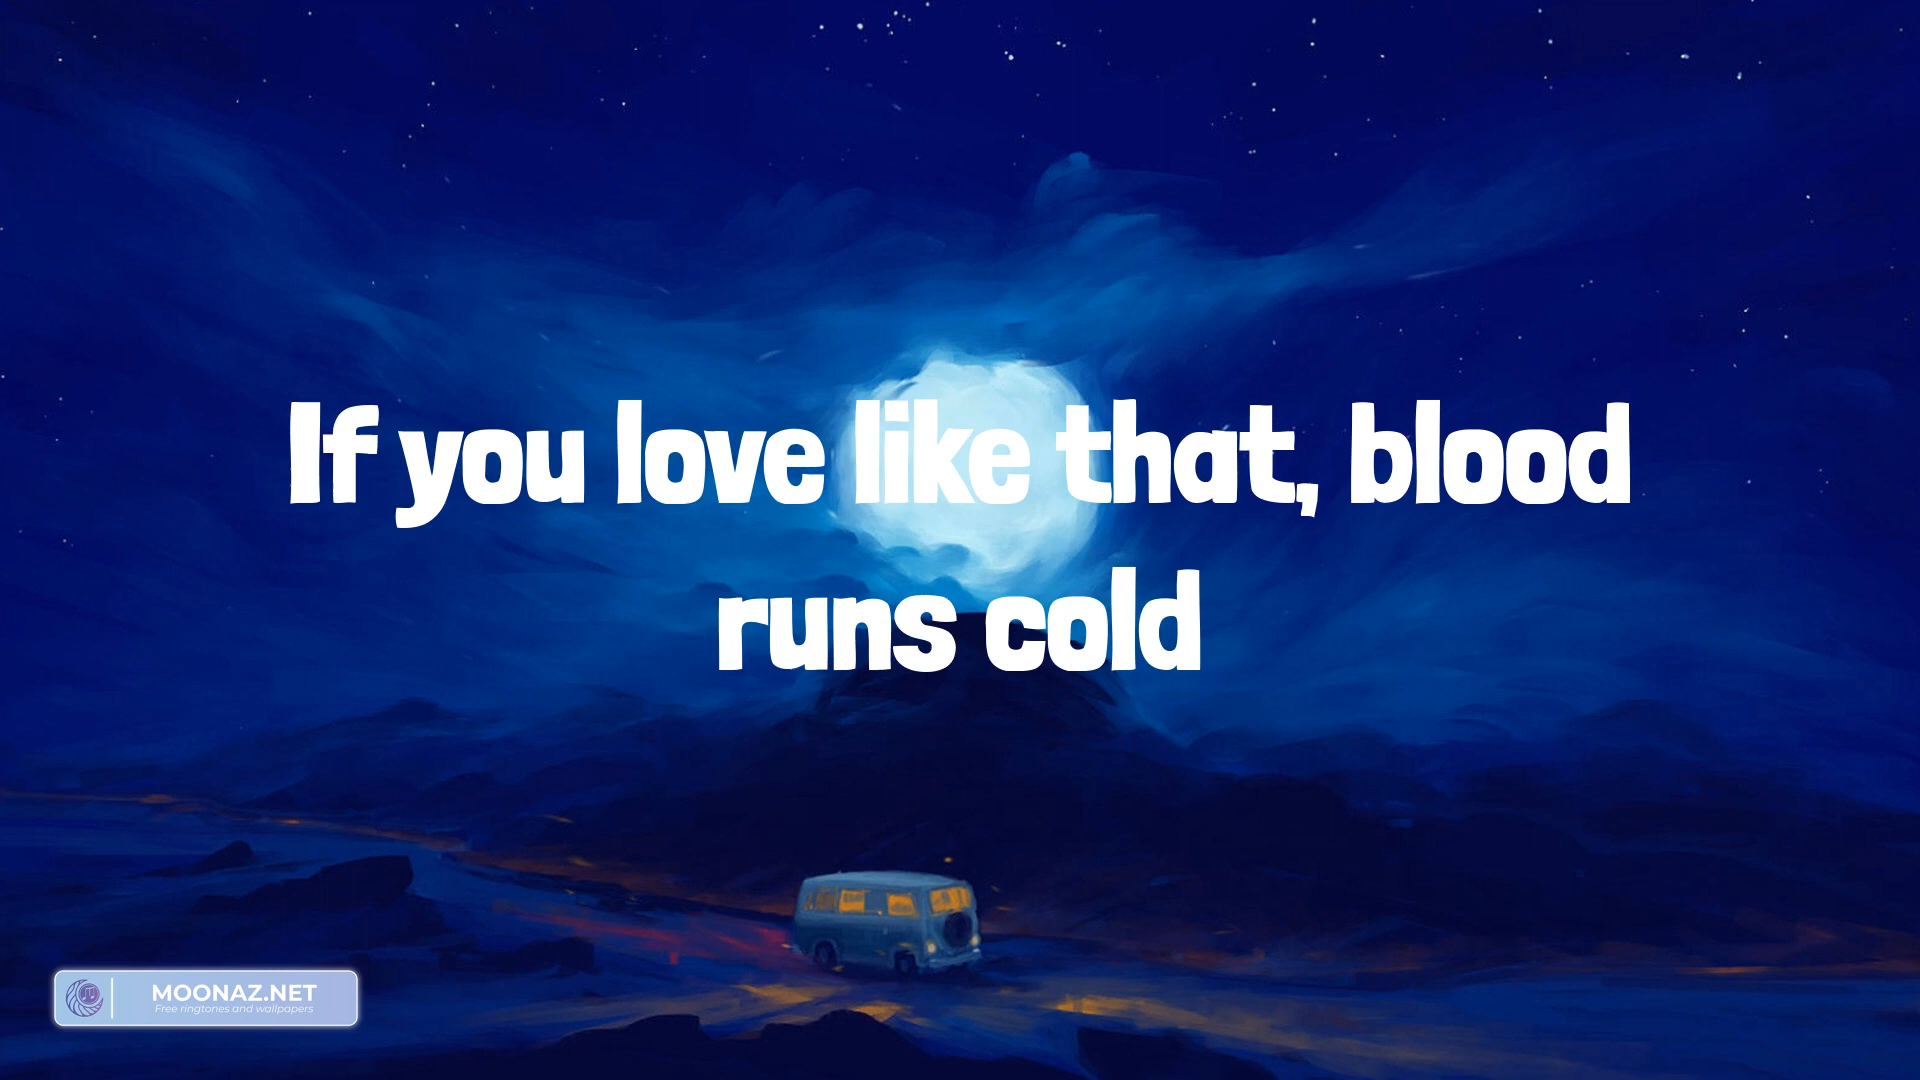 If you love like that, blood
runs cold
MOONAZ.NET
Free ringtones and wallpapers